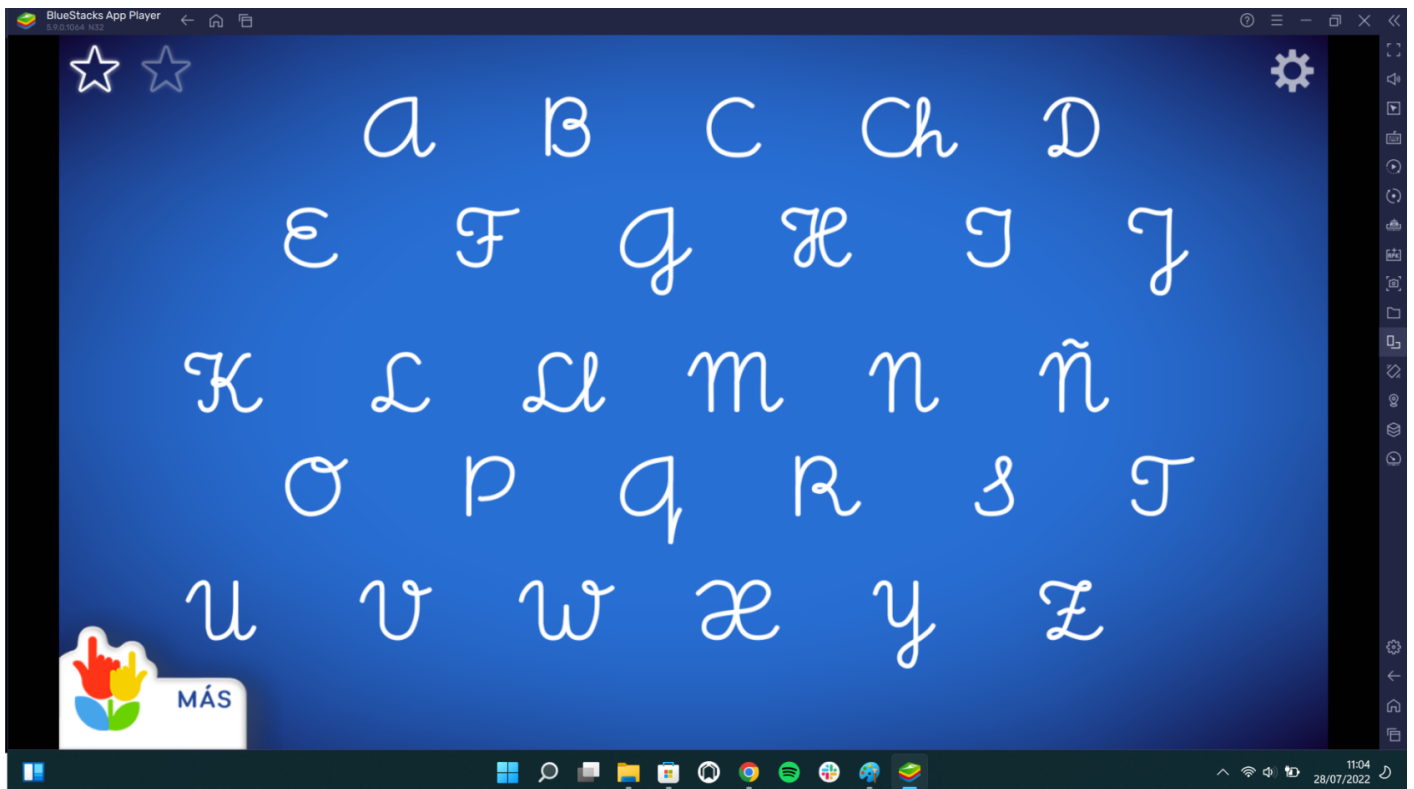 BlueStacks App Player
5.9.0.1064 N32
A B C Ch D
E F G H I J
K L Ll M N Ñ
O P Q R S T
U V W X Y Z
MÁS
11:04
28/07/2022